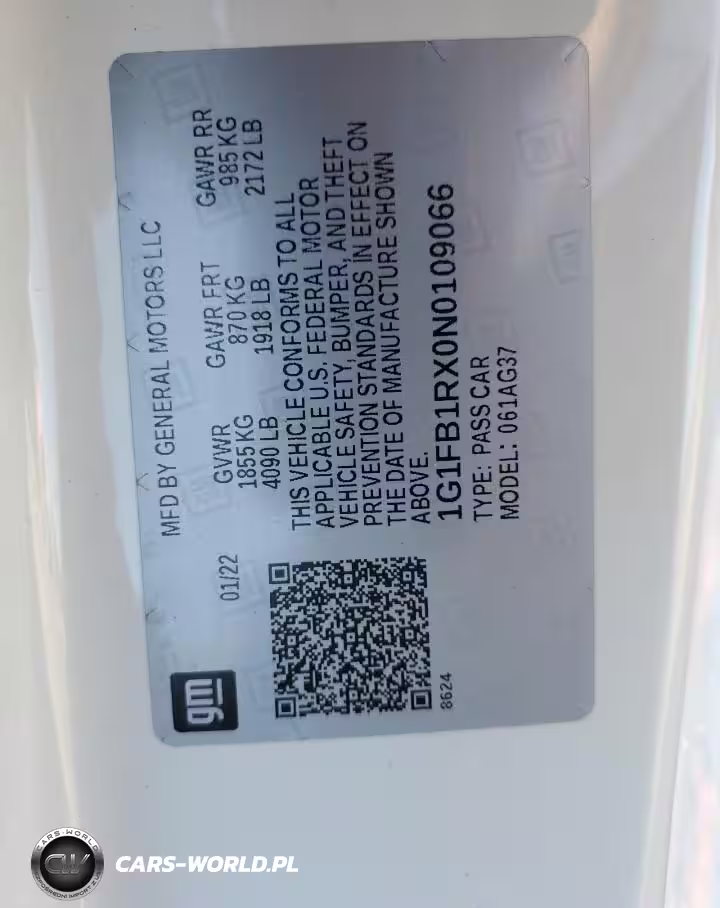 gm
MFD BY GENERAL MOTORS LLC
01/22
GVWR GAWR FRT GAWR RR
1855 KG 870 KG 985 KG
4090 LB 1918 LB 2172 LB
THIS VEHICLE CONFORMS TO ALL
APPLICABLE U.S. FEDERAL MOTOR
VEHICLE SAFETY, BUMPER, AND THEFT
PREVENTION STANDARDS IN EFFECT ON
THE DATE OF MANUFACTURE SHOWN
ABOVE.
1G1FB1RX0N0109066
TYPE: PASS CAR
MODEL: 061AG37
8624
CARS-WORLD
CW
CARS-WORLD.PL